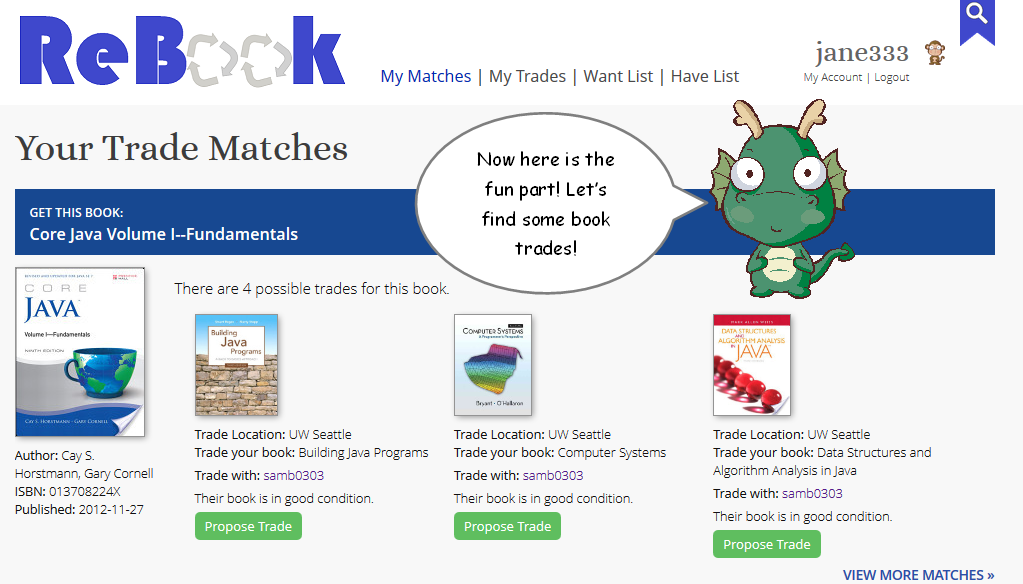 ReBook
jane333
My Matches | My Trades | Want List | Have List
My Account | Logout
Your Trade Matches
Now here is the
fun part! Let's
find some book
trades!
GET THIS BOOK:
Core Java Volume I--Fundamentals
There are 4 possible trades for this book.
CORE
JAVA
Volume I—Fundamentals
NINTH EDITION
CAY S. HORSTMANN • GARY CORNELL
Author: Cay S.
Horstmann, Gary Cornell
ISBN: 013708224X
Published: 2012-11-27
Building
Java
Programs
Trade Location: UW Seattle
Trade your book: Building Java Programs
Trade with: samb0303
Their book is in good condition.
Propose Trade
COMPUTER SYSTEMS
A Programmer's Perspective
Bryant • O'Hallaron
Trade Location: UW Seattle
Trade your book: Computer Systems
Trade with: samb0303
Their book is in good condition.
Propose Trade
MARK ALLEN WEISS
DATA STRUCTURES
AND
ALGORITHM ANALYSIS
IN JAVA
Trade Location: UW Seattle
Trade your book: Data Structures and
Algorithm Analysis in Java
Trade with: samb0303
Their book is in good condition.
Propose Trade
VIEW MORE MATCHES »